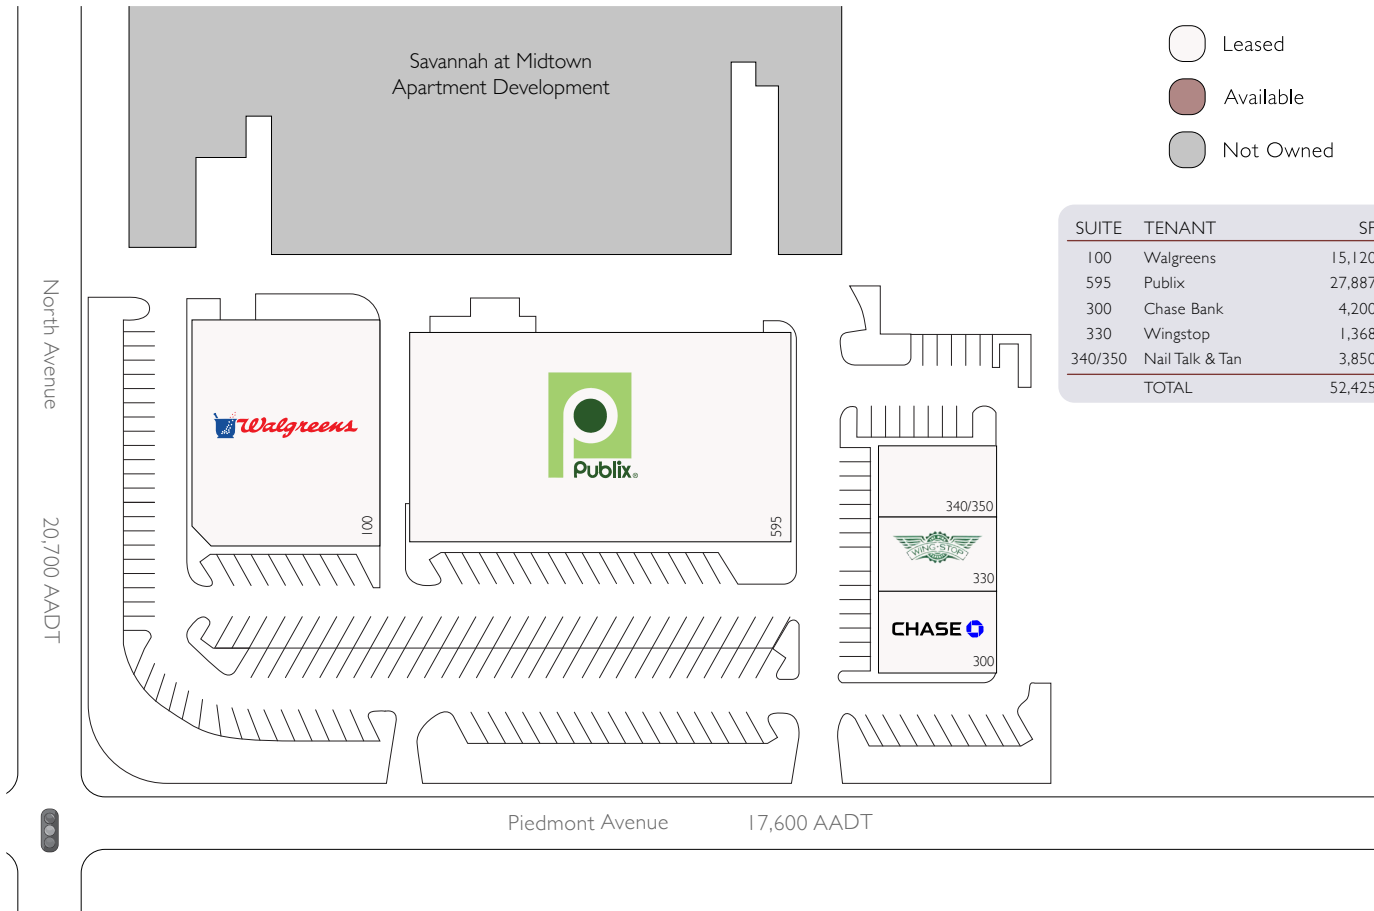 Savannah at Midtown
Apartment Development
Leased
Available
Not Owned
SUITE TENANT SF
100 Walgreens 15,120
595 Publix 27,887
300 Chase Bank 4,200
330 Wingstop 1,368
340/350 Nail Talk & Tan 3,850
TOTAL 52,425
North Avenue
20,700 AADT
Walgreens
100
Publix
595
340/350
WING-STOP
330
CHASE
300
Piedmont Avenue 17,600 AADT